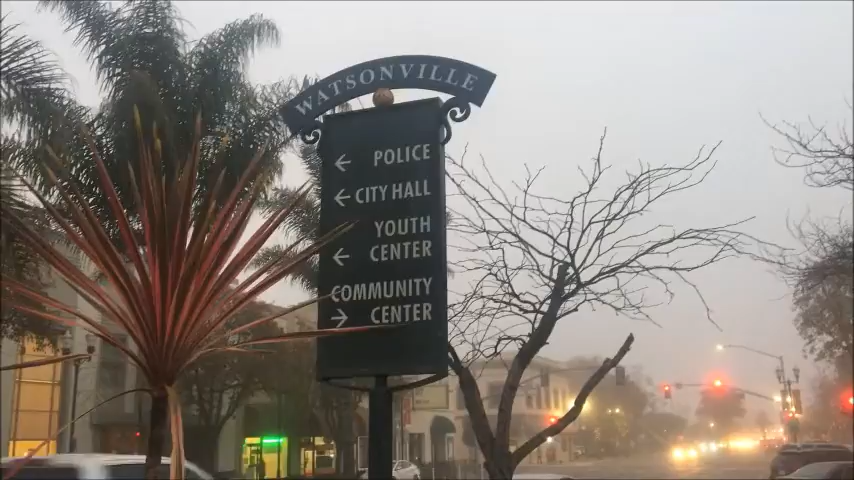 WATSONVILLE
← POLICE
← CITY HALL
YOUTH
← CENTER
COMMUNITY
→ CENTER